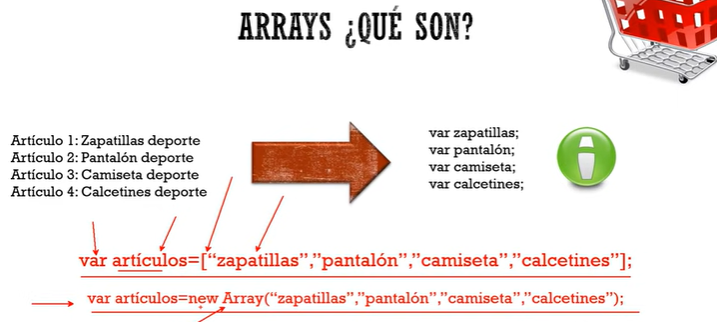 ARRAYS ¿QUÉ SON?
Artículo 1: Zapatillas deporte
Artículo 2: Pantalón deporte
Artículo 3: Camiseta deporte
Artículo 4: Calcetines deporte
var zapatillas;
var pantalón;
var camiseta;
var calcetines;
var artículos=[“zapatillas”,”pantalón”,”camiseta”,”calcetines”];
var artículos=new Array(“zapatillas”,”pantalón”,”camiseta”,”calcetines”);